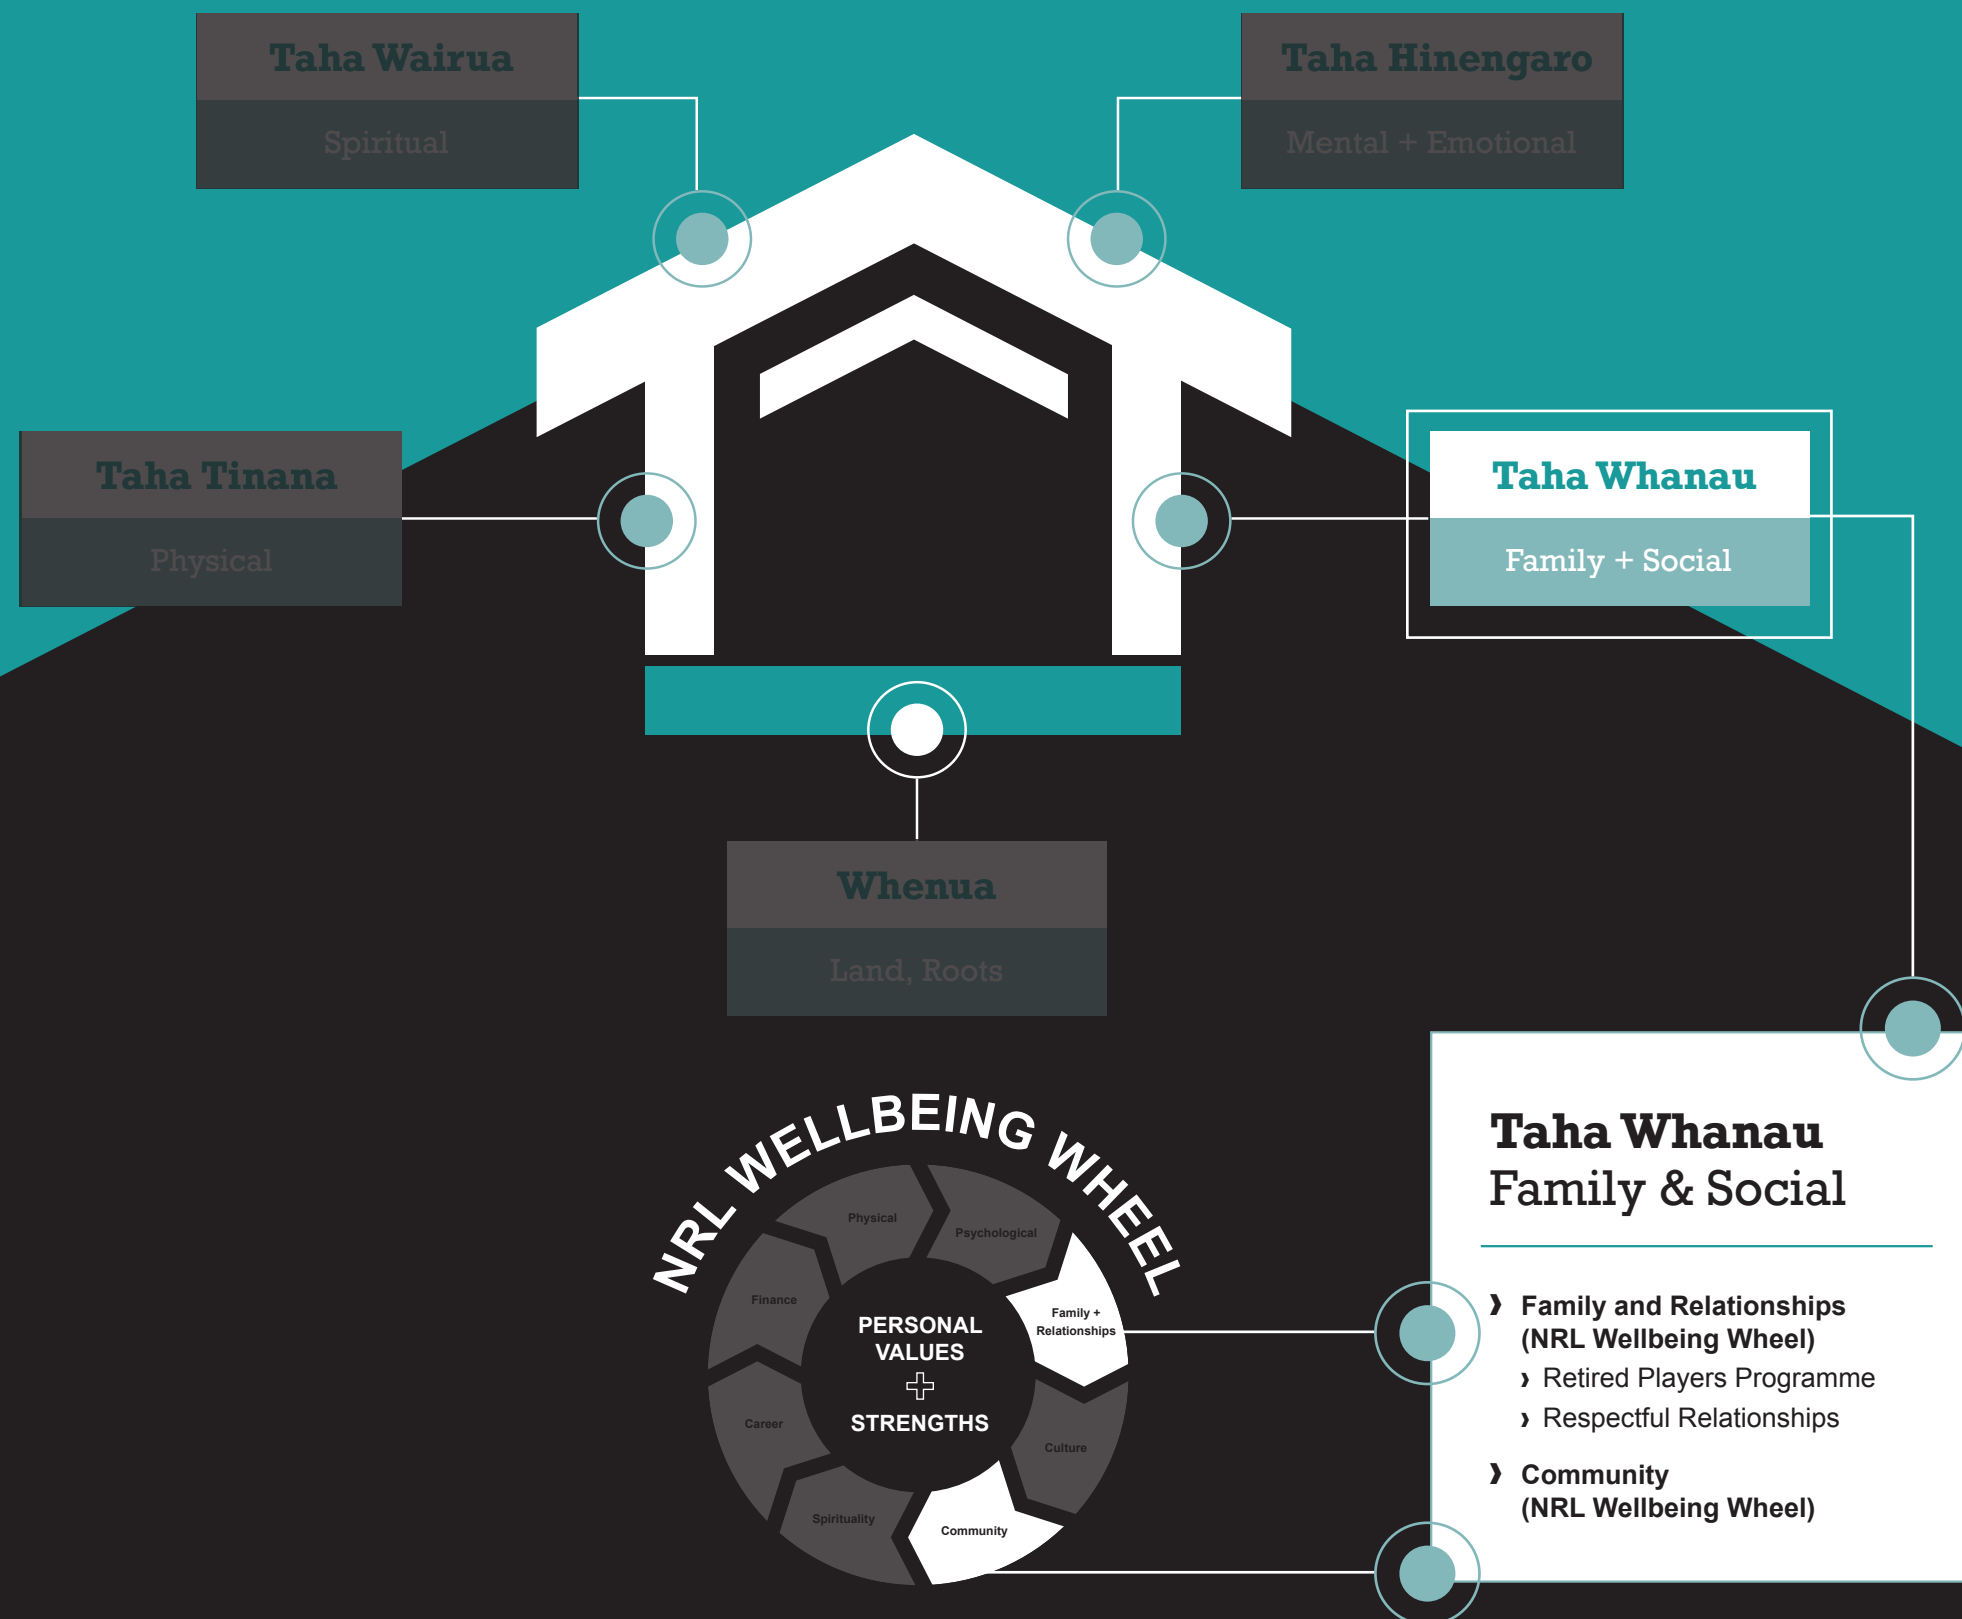 Taha Wairua
Spiritual
Taha Hinengaro
Mental + Emotional
Taha Tinana
Physical
Taha Whanau
Family + Social
Whenua
Land, Roots
NRL WELLBEING WHEEL
Physical
Psychological
Family +
Relationships
Culture
Community
Spirituality
Career
Finance
PERSONAL
VALUES
STRENGTHS
Taha Whanau
Family & Social
Family and Relationships
(NRL Wellbeing Wheel)
Retired Players Programme
Respectful Relationships
Community
(NRL Wellbeing Wheel)